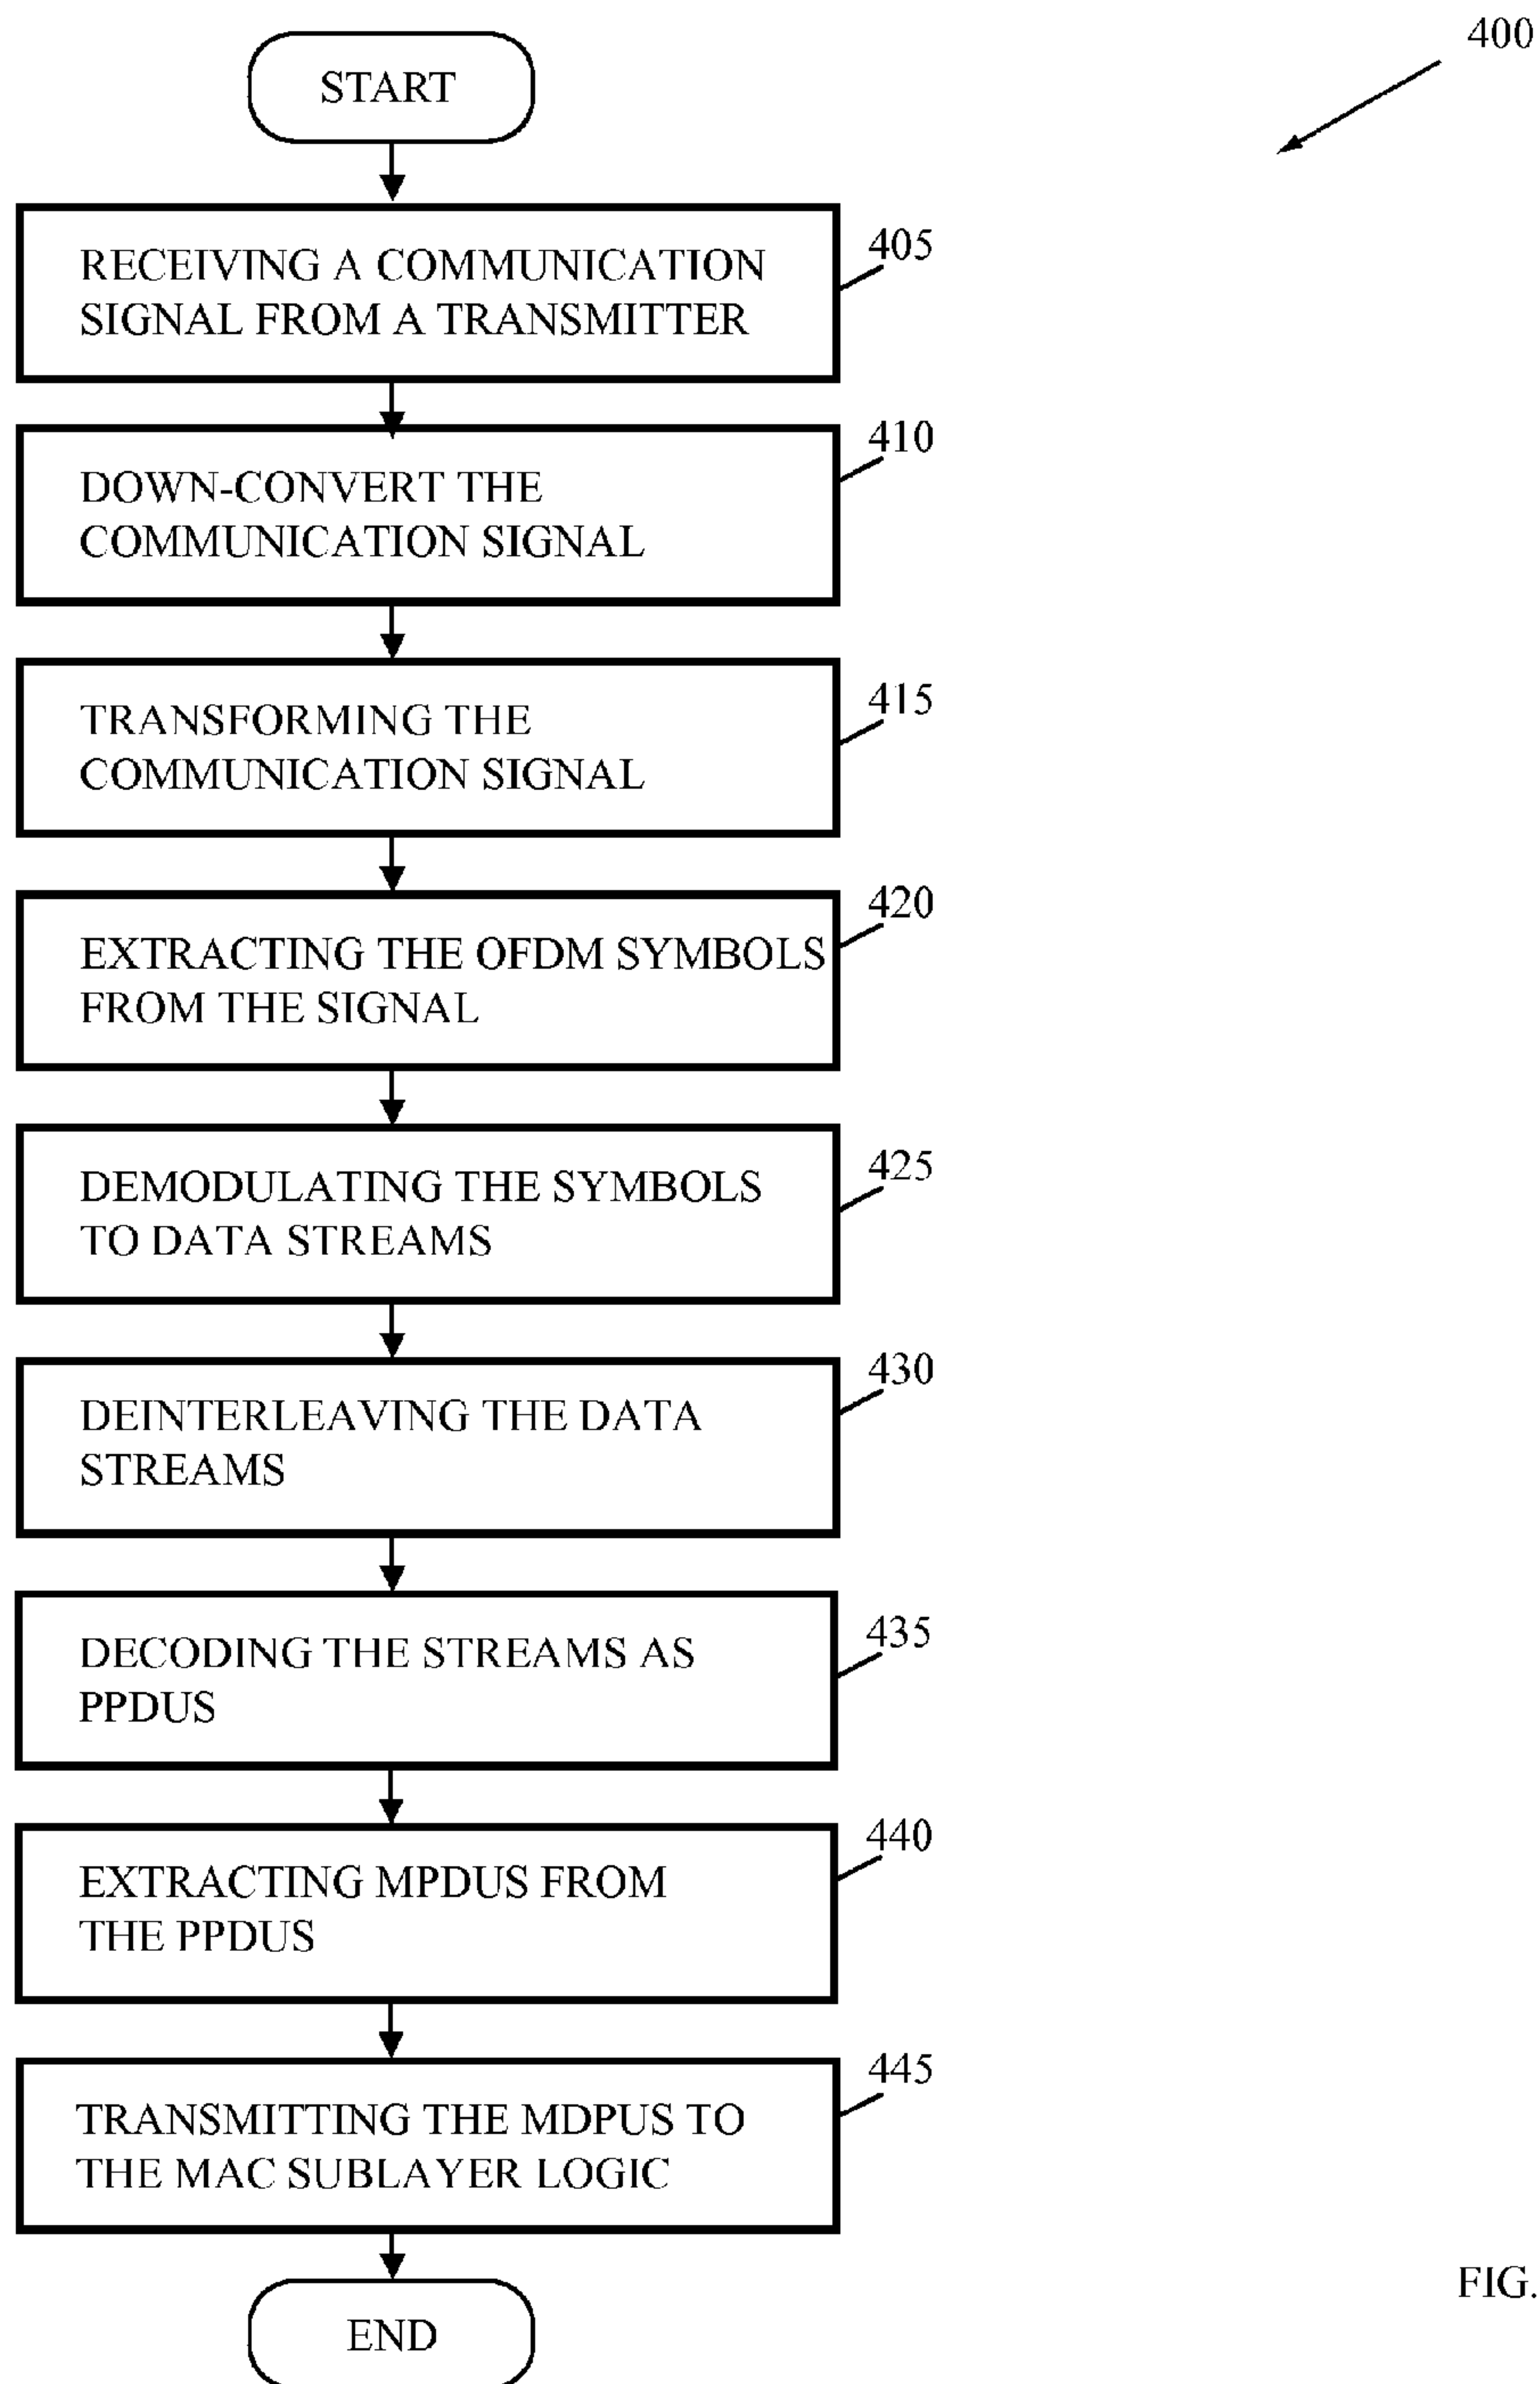 400
START
405
RECEIVING A COMMUNICATION
SIGNAL FROM A TRANSMITTER
410
DOWN-CONVERT THE
COMMUNICATION SIGNAL
415
TRANSFORMING THE
COMMUNICATION SIGNAL
420
EXTRACTING THE OFDM SYMBOLS
FROM THE SIGNAL
425
DEMODULATING THE SYMBOLS
TO DATA STREAMS
430
DEINTERLEAVING THE DATA
STREAMS
435
DECODING THE STREAMS AS
PPDUS
440
EXTRACTING MPDUS FROM
THE PPDUS
445
TRANSMITTING THE MDPUS TO
THE MAC SUBLAYER LOGIC
FIG.
END